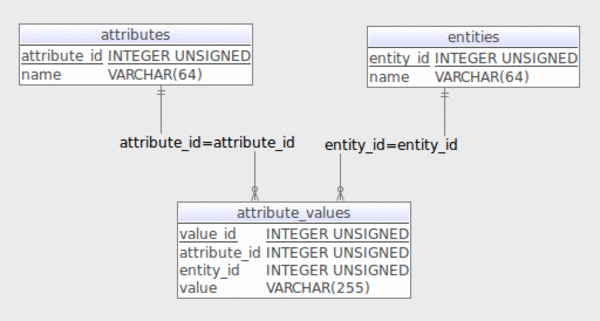 attributes
attribute_id INTEGER UNSIGNED
name VARCHAR(64)
entities
entity_id INTEGER UNSIGNED
name VARCHAR(64)
attribute_id=attribute_id
entity_id=entity_id
attribute_values
value_id INTEGER UNSIGNED
attribute_id INTEGER UNSIGNED
entity_id INTEGER UNSIGNED
value VARCHAR(255)